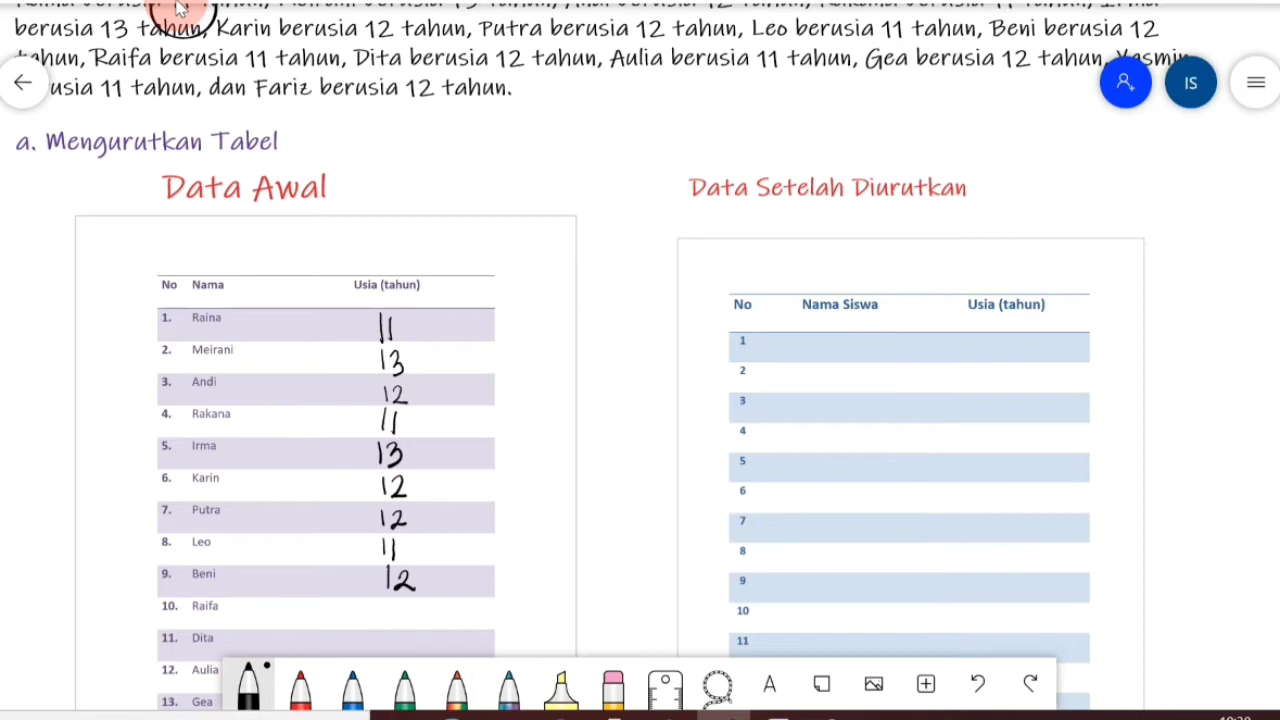 berusia 13 tahun, Karin berusia 12 tahun, Putra berusia 12 tahun, Leo berusia 11 tahun, Beni berusia 12
tahun, Raifa berusia 11 tahun, Dita berusia 12 tahun, Aulia berusia 11 tahun, Gea berusia 12 tahun, Yasmin
usia 11 tahun, dan Fariz berusia 12 tahun.
IS
a. Mengurutkan Tabel
Data Awal
Data Setelah Diurutkan
No Nama Usia (tahun)
1. Raina 11
2. Meirani 13
3. Andi 12
4. Rakana 11
5. Irma 13
6. Karin 12
7. Putra 12
8. Leo 11
9. Beni 12
10. Raifa
11. Dita
12. Aulia
13. Gea
No Nama Siswa Usia (tahun)
1
2
3
4
5
6
7
8
9
10
11
A